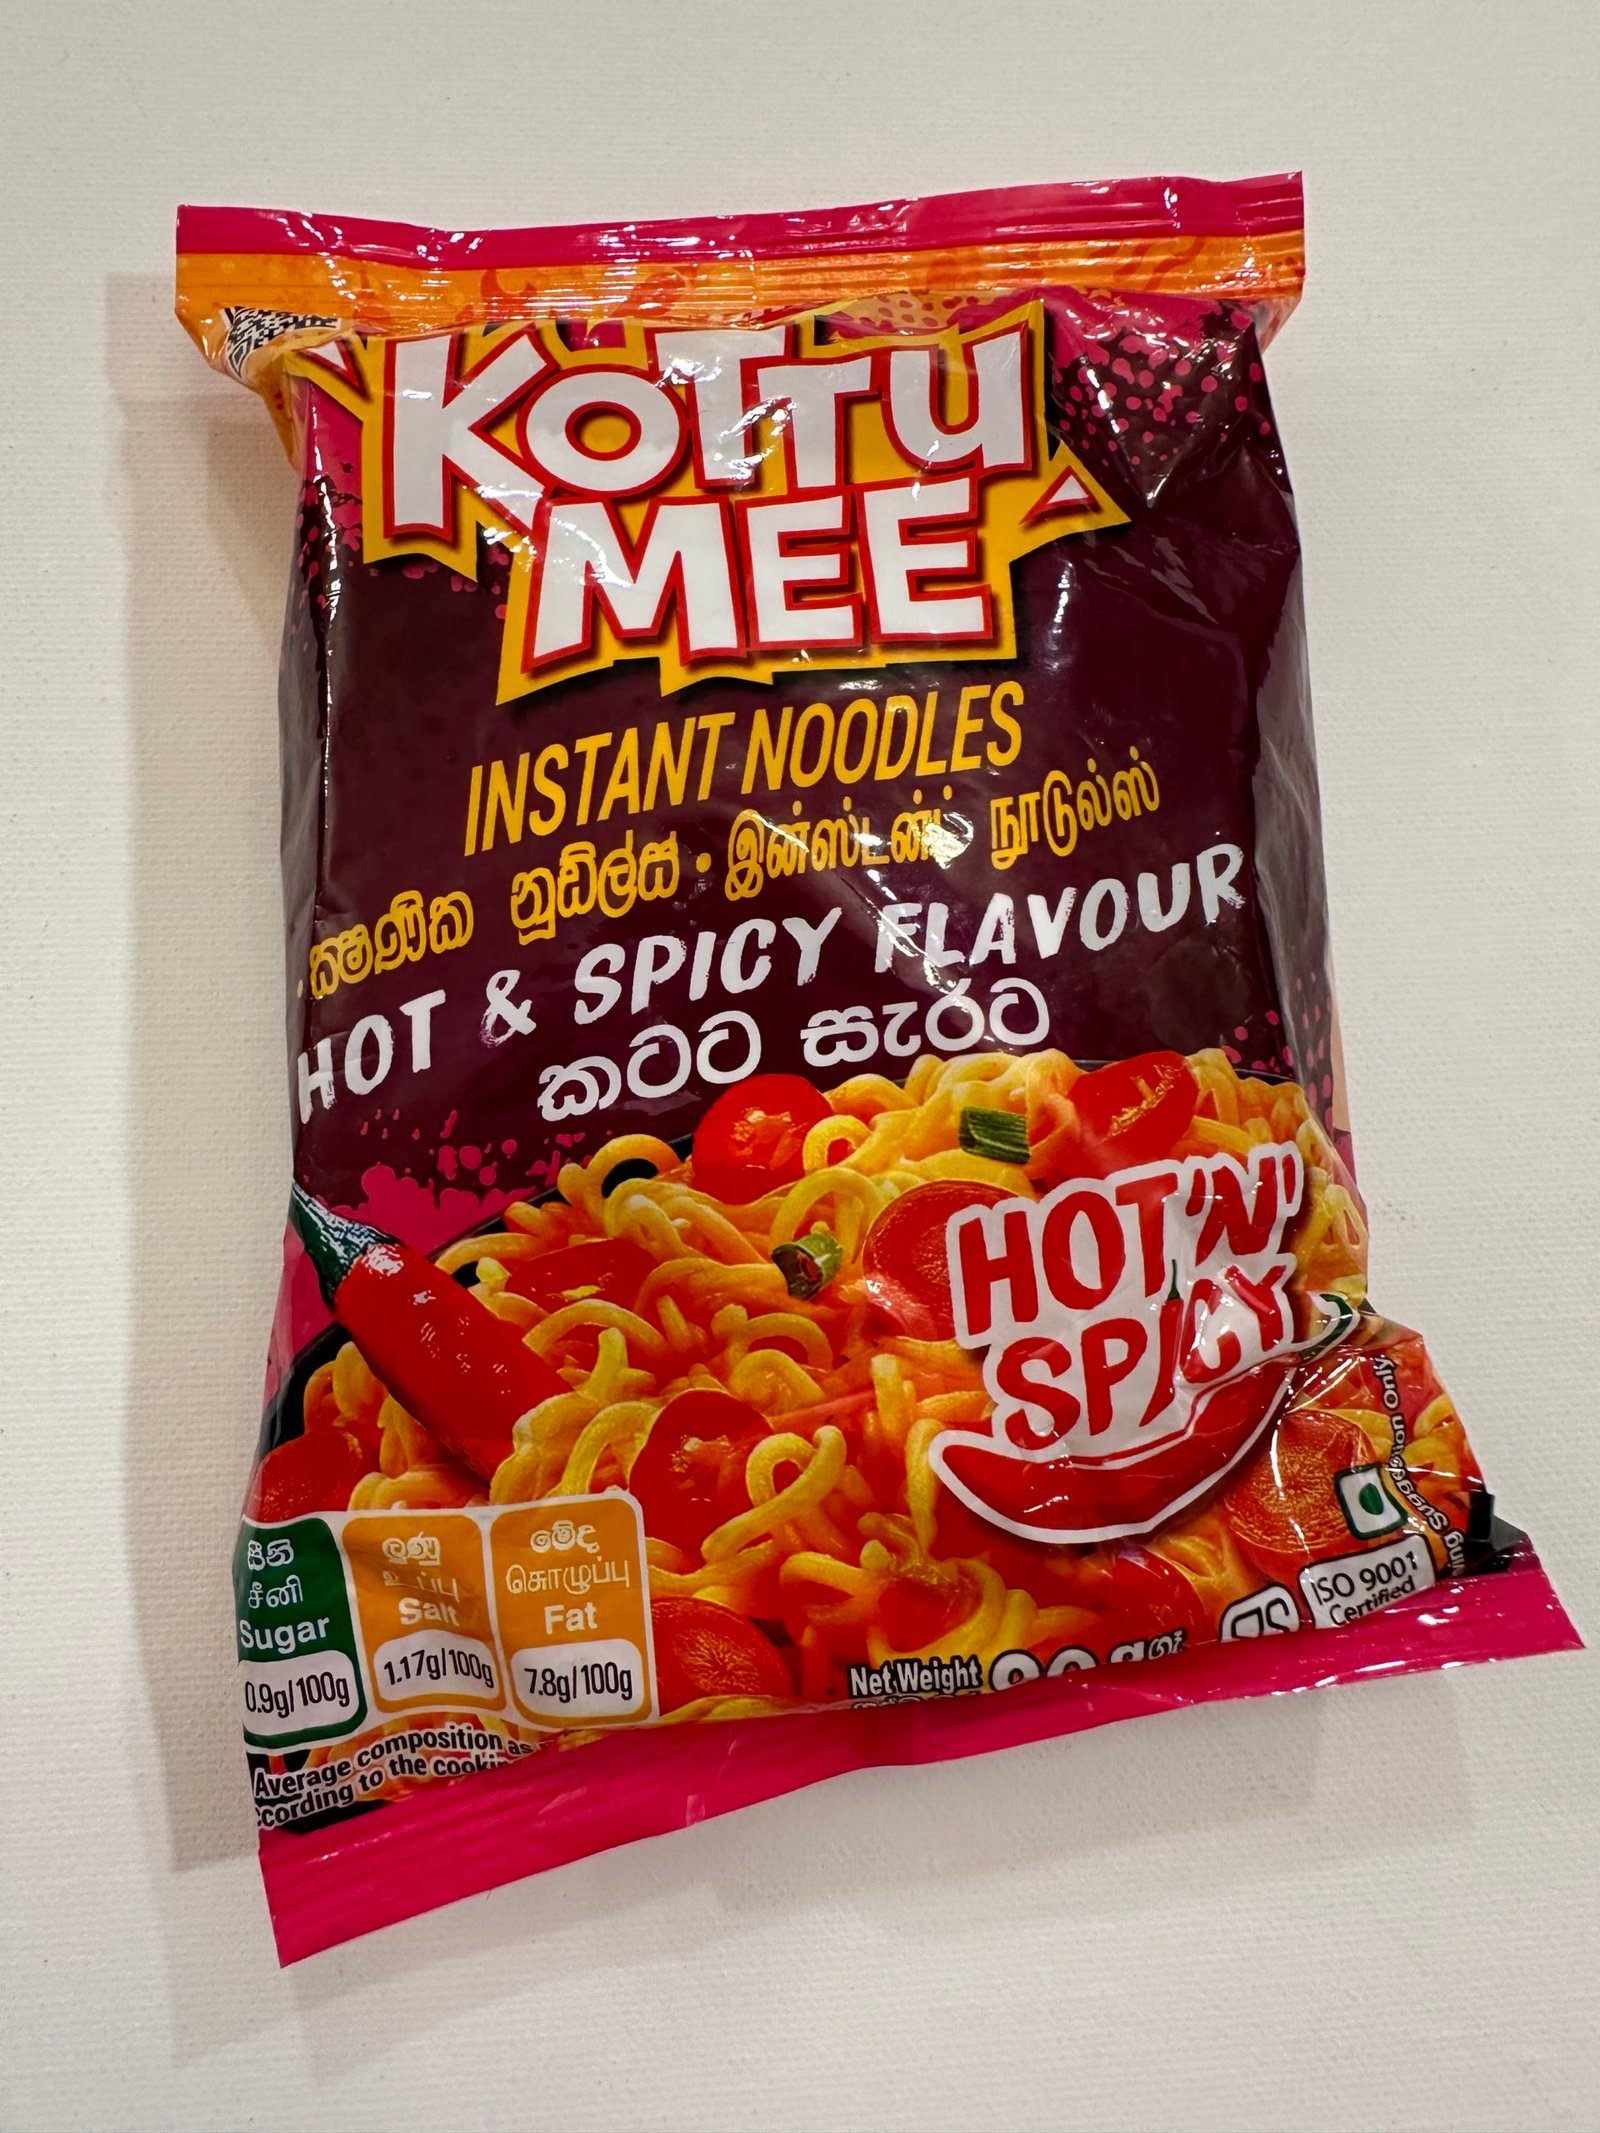 KOTTU
MEE
INSTANT NOODLES
• ක්ෂණික නූඩ්ල්ස් • இன்ஸ்டன்ட் நூடுல்ஸ்
HOT & SPICY FLAVOUR
කටට සැරට
HOT 'N'
SPICY
සීනි
சீனி
Sugar
0.9g/100g
ලුණු
உப்பு
Salt
1.17g/100g
මේද
கொழுப்பு
Fat
7.8g/100g
Average composition as
according to the
Net Weight
ISO 9001
Certified
Suggestion Only